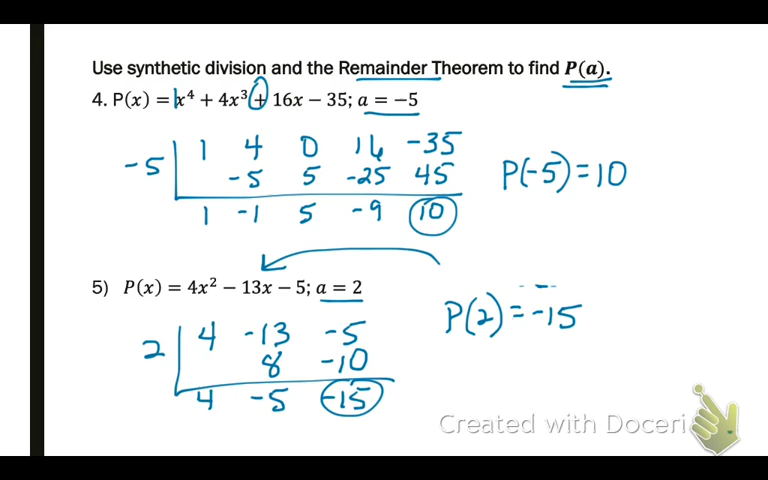 Use synthetic division and the Remainder Theorem to find P(a).
4. P(x) = x⁴ + 4x³ + 16x − 35; a = −5
-5 | 1 4 0 16 -35
-5 5 -25 45
1 -1 5 -9 10
P(-5) = 10
5) P(x) = 4x² − 13x − 5; a = 2
2 | 4 -13 -5
8 -10
4 -5 -15
P(2) = -15
Created with Doceri